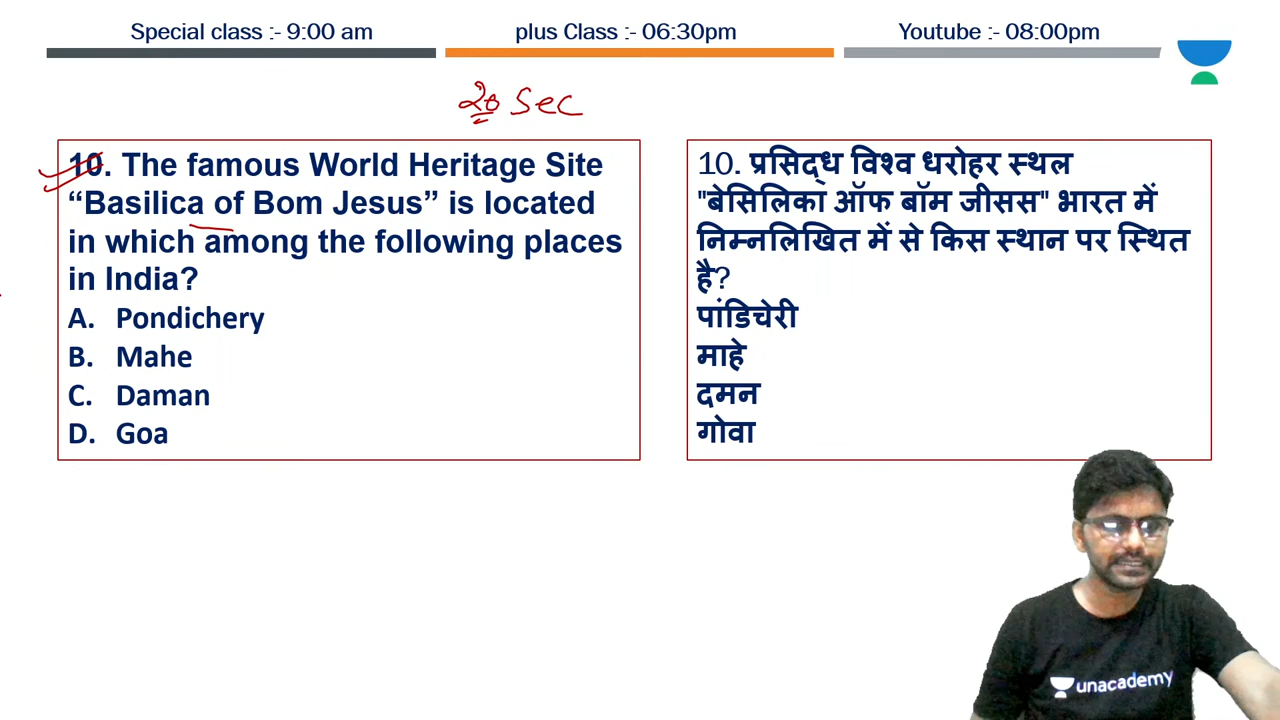 Special class :- 9:00 am
plus Class :- 06:30pm
Youtube :- 08:00pm
20 Sec
10. The famous World Heritage Site
“Basilica of Bom Jesus” is located
in which among the following places
in India?
A. Pondichery
B. Mahe
C. Daman
D. Goa
10. प्रसिद्ध विश्व धरोहर स्थल
"बेसिलिका ऑफ बॉम जीसस" भारत में
निम्नलिखित में से किस स्थान पर स्थित
है?
पांडिचेरी
माहे
दमन
गोवा
unacademy